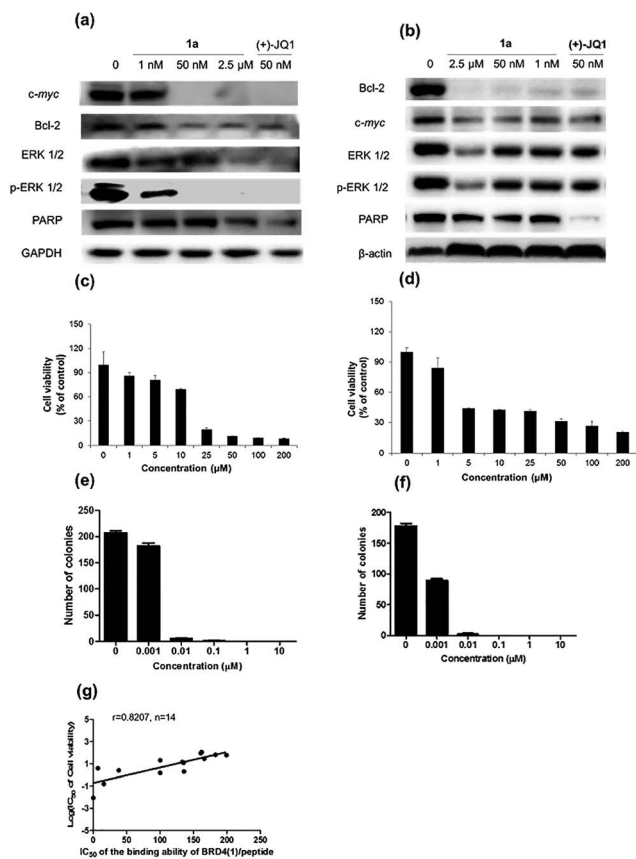 (a)
1a (+)-JQ1
0 1 nM 50 nM 2.5 µM 50 nM
c-myc
Bcl-2
ERK 1/2
p-ERK 1/2
PARP
GAPDH
(b)
1a (+)-JQ1
0 2.5 µM 50 nM 1 nM 50 nM
Bcl-2
c-myc
ERK 1/2
p-ERK 1/2
PARP
β-actin
(c)
Cell viability
(% of control)
150
120
90
60
30
0
0 1 5 10 25 50 100 200
Concentration (µM)
(d)
Cell viability
(% of control)
150
120
90
60
30
0
0 1 5 10 25 50 100 200
Concentration (µM)
(e)
Number of colonies
250
200
150
100
50
0
0 0.001 0.01 0.1 1 10
Concentration (µM)
(f)
Number of colonies
200
150
100
50
0
0 0.001 0.01 0.1 1 10
Concentration (µM)
(g)
r=0.8207, n=14
Log(IC50 of Cell viability)
5
3
1
-1
-3
-5
0 50 100 150 200 250
IC50 of the binding ability of BRD4(1)/peptide